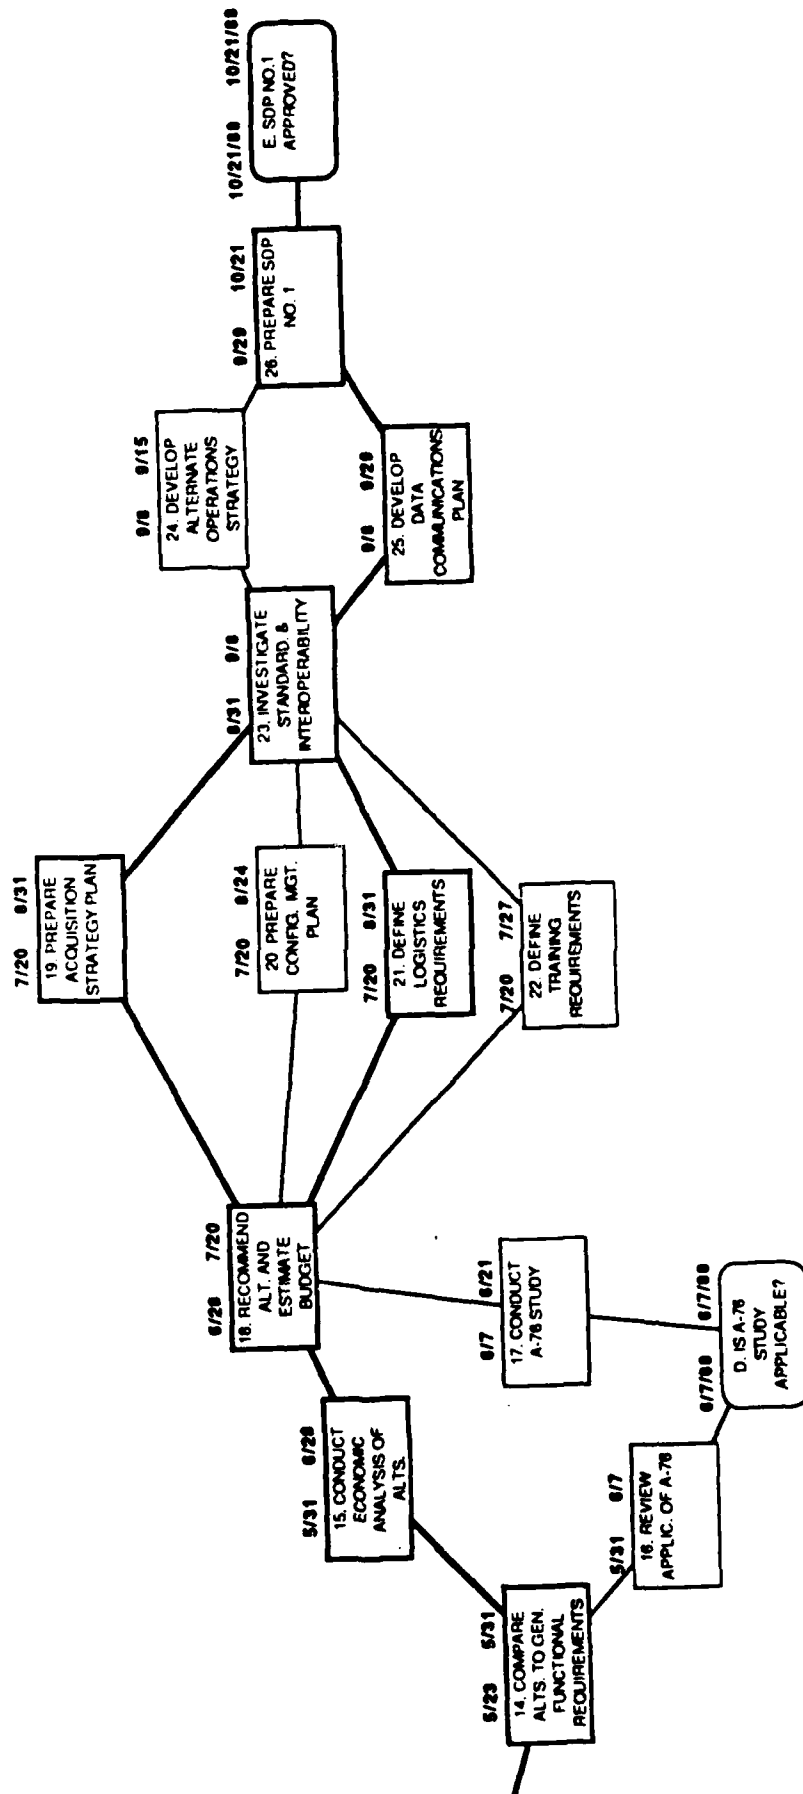 5/23 5/31
14. COMPARE
ALTS. TO GEN.
FUNCTIONAL
REQUIREMENTS
5/31 6/28
15. CONDUCT
ECONOMIC
ANALYSIS OF
ALTS.
5/31 6/7
16. REVIEW
APPLIC. OF A-76
6/7/88 6/7/88
D. IS A-76
STUDY
APPLICABLE?
6/7 6/21
17. CONDUCT
A-76 STUDY
6/28 7/20
18. RECOMMEND
ALT. AND
ESTIMATE
BUDGET
7/20 8/31
19. PREPARE
ACQUISITION
STRATEGY PLAN
7/20 8/24
20 PREPARE
CONFIG. MGT.
PLAN
7/20 8/31
21. DEFINE
LOGISTICS
REQUIREMENTS
7/20 7/27
22. DEFINE
TRAINING
REQUIREMENTS
8/31 9/8
23. INVESTIGATE
STANDARD. &
INTEROPERABILITY
9/8 9/15
24. DEVELOP
ALTERNATE
OPERATIONS
STRATEGY
9/8 9/29
25. DEVELOP
DATA
COMMUNICATIONS
PLAN
9/29 10/21
26. PREPARE SDP
NO. 1
10/21/88 10/21/88
E. SDP NO.1
APPROVED?